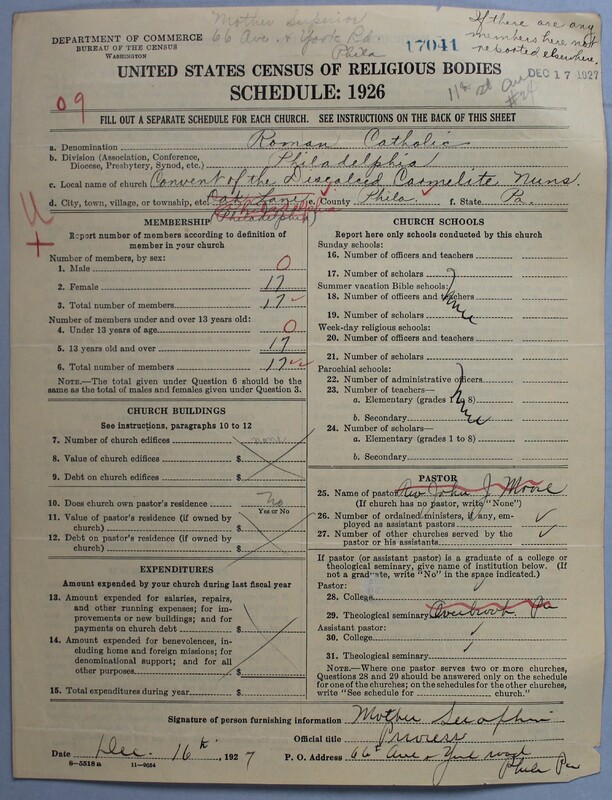 Mother Superior
66 Ave. & York Rd.
Phila
17041
If there are any
members here not
reported elsewhere.
DEC 17 1927
DEPARTMENT OF COMMERCE
BUREAU OF THE CENSUS
WASHINGTON
UNITED STATES CENSUS OF RELIGIOUS BODIES
SCHEDULE: 1926
09
FILL OUT A SEPARATE SCHEDULE FOR EACH CHURCH. SEE INSTRUCTIONS ON THE BACK OF THIS SHEET
a. Denomination Roman Catholic
b. Division (Association, Conference, Diocese, Presbytery, Synod, etc.) Philadelphia
c. Local name of church Convent of the Discalced Carmelite Nuns.
d. City, town, village, or township, etc. Oak Lane e. County Phila. f. State Pa.
(Philadelphia)
MEMBERSHIP
Report number of members according to definition of
member in your church
Number of members, by sex:
1. Male 0
2. Female 17
3. Total number of members 17
Number of members under and over 13 years old:
4. Under 13 years of age 0
5. 13 years old and over 17
6. Total number of members 17
NOTE.—The total given under Question 6 should be the
same as the total of males and females given under Question 3.
CHURCH BUILDINGS
See instructions, paragraphs 10 to 12
7. Number of church edifices none
8. Value of church edifices $
9. Debt on church edifices $
10. Does church own pastor's residence? No
Yes or No
11. Value of pastor's residence (if owned by
church) $
12. Debt on pastor's residence (if owned by
church) $
EXPENDITURES
Amount expended by your church during last fiscal year
13. Amount expended for salaries, repairs,
and other running expenses; for im-
provements or new buildings; and for
payments on church debt $
14. Amount expended for benevolences,
including home and foreign missions; for
denominational support; and for all
other purposes $
15. Total expenditures during year $
CHURCH SCHOOLS
Report here only schools conducted by this church
Sunday schools:
16. Number of officers and teachers
17. Number of scholars
Summer vacation Bible schools:
18. Number of officers and teachers
19. Number of scholars
Week-day religious schools:
20. Number of officers and teachers
21. Number of scholars
Parochial schools:
22. Number of administrative officers
23. Number of teachers—
a. Elementary (grades 1 to 8)
b. Secondary
24. Number of scholars—
a. Elementary (grades 1 to 8)
b. Secondary
PASTOR
25. Name of pastor Rev John J. Moore
(If church has no pastor, write "None")
26. Number of ordained ministers, if any, em-
ployed as assistant pastors
27. Number of other churches served by the
pastor or his assistants
If pastor (or assistant pastor) is a graduate of a college or
theological seminary, give name of institution below. (If
not a graduate, write "No" in the space indicated.)
Pastor:
28. College
29. Theological seminary Overbrook Pa
Assistant pastor:
30. College
31. Theological seminary
NOTE.—Where one pastor serves two or more churches,
Questions 28 and 29 should be answered only on the schedule
for one of the churches; on the schedules for the other churches,
write "See schedule for church."
Signature of person furnishing information Mother Seraphin
Official title Prioress
Date Dec. 16th, 1927 P. O. Address 66th Ave & York road
Phila Pa
8—5518a 11—9654